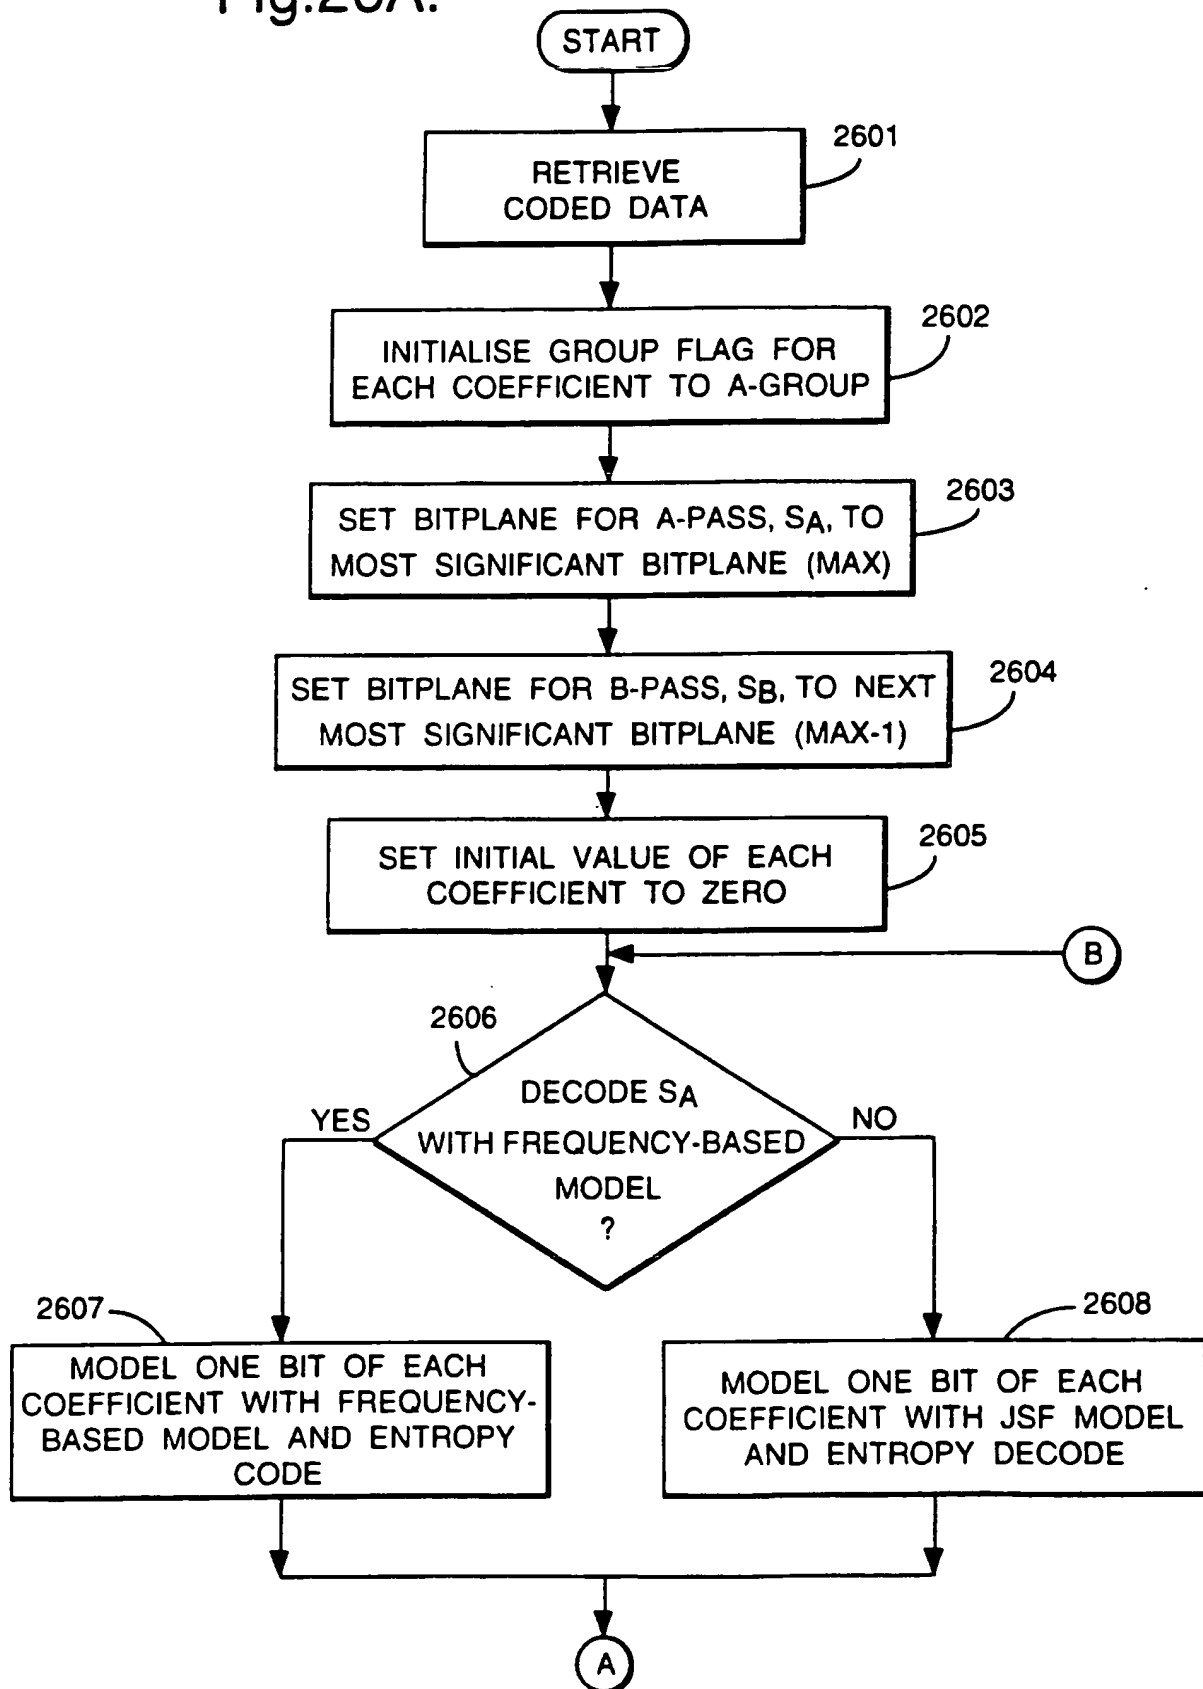 Fig.26A.
START
2601
RETRIEVE
CODED DATA
2602
INITIALISE GROUP FLAG FOR
EACH COEFFICIENT TO A-GROUP
2603
SET BITPLANE FOR A-PASS, SA, TO
MOST SIGNIFICANT BITPLANE (MAX)
2604
SET BITPLANE FOR B-PASS, SB, TO NEXT
MOST SIGNIFICANT BITPLANE (MAX-1)
2605
SET INITIAL VALUE OF EACH
COEFFICIENT TO ZERO
B
2606
DECODE SA
WITH FREQUENCY-BASED
MODEL
?
YES
NO
2607
MODEL ONE BIT OF EACH
COEFFICIENT WITH FREQUENCY-
BASED MODEL AND ENTROPY
CODE
2608
MODEL ONE BIT OF EACH
COEFFICIENT WITH JSF MODEL
AND ENTROPY DECODE
A